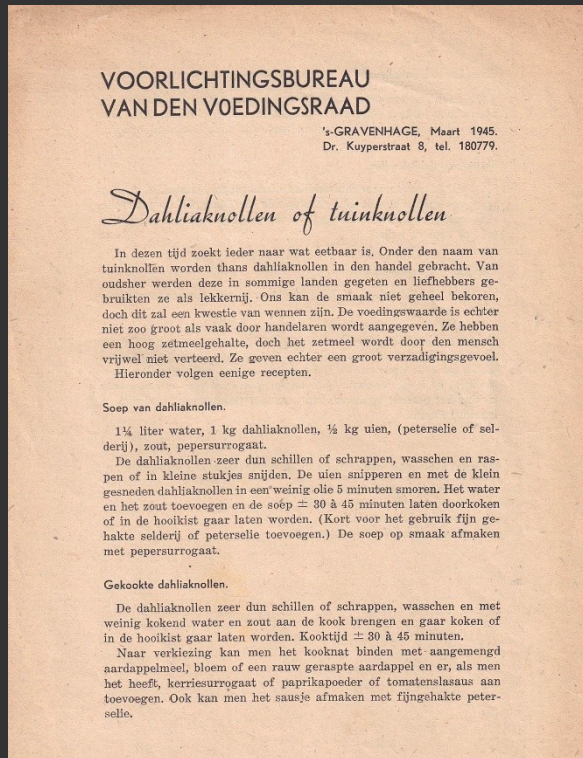 VOORLICHTINGSBUREAU
VAN DEN VOEDINGSRAAD
's-GRAVENHAGE, Maart 1945.
Dr. Kuyperstraat 8, tel. 180779.
Dahliaknollen of tuinknollen
In dezen tijd zoekt ieder naar wat eetbaar is. Onder den naam van
tuinknollen worden thans dahliaknollen in den handel gebracht. Van
oudsher werden deze in sommige landen gegeten en liefhebbers ge-
bruikten ze als lekkernij. Ons kan de smaak niet geheel bekoren,
doch dit zal een kwestie van wennen zijn. De voedingswaarde is echter
niet zoo groot als vaak door handelaren wordt aangegeven. Ze hebben
een hoog zetmeelgehalte, doch het zetmeel wordt door den mensch
vrijwel niet verteerd. Ze geven echter een groot verzadigingsgevoel.
Hieronder volgen eenige recepten.
Soep van dahliaknollen.
1¼ liter water, 1 kg dahliaknollen, ½ kg uien, (peterselie of sel-
derij), zout, pepersurrogaat.
De dahliaknollen zeer dun schillen of schrappen, wasschen en ras-
pen of in kleine stukjes snijden. De uien snipperen en met de klein
gesneden dahliaknollen in een weinig olie 5 minuten smoren. Het water
en het zout toevoegen en de soep ± 30 à 45 minuten laten doorkoken
of in de hooikist gaar laten worden. (Kort voor het gebruik fijn ge-
hakte selderij of peterselie toevoegen.) De soep op smaak afmaken
met pepersurrogaat.
Gekookte dahliaknollen.
De dahliaknollen zeer dun schillen of schrappen, wasschen en met
weinig kokend water en zout aan de kook brengen en gaar koken of
in de hooikist gaar laten worden. Kooktijd ± 30 à 45 minuten.
Naar verkiezing kan men het kooknat binden met aangemengd
aardappelmeel, bloem of een rauw geraspte aardappel en er, als men
het heeft, kerriesurrogaat of paprikapoeder of tomatenslasaus aan
toevoegen. Ook kan men het sausje afmaken met fijngehakte peter-
selie.